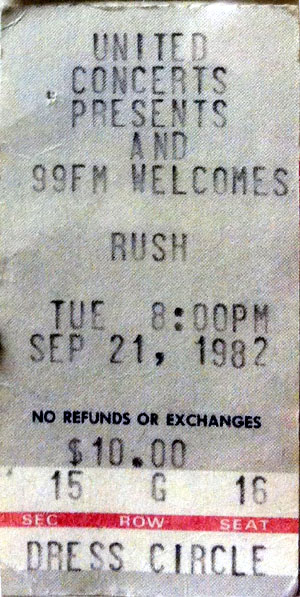 UNITED
CONCERTS
PRESENTS
AND
99FM WELCOMES
RUSH
TUE 8:00PM
SEP 21, 1982
NO REFUNDS OR EXCHANGES
$10.00
15 G 16
SEC ROW SEAT
DRESS CIRCLE